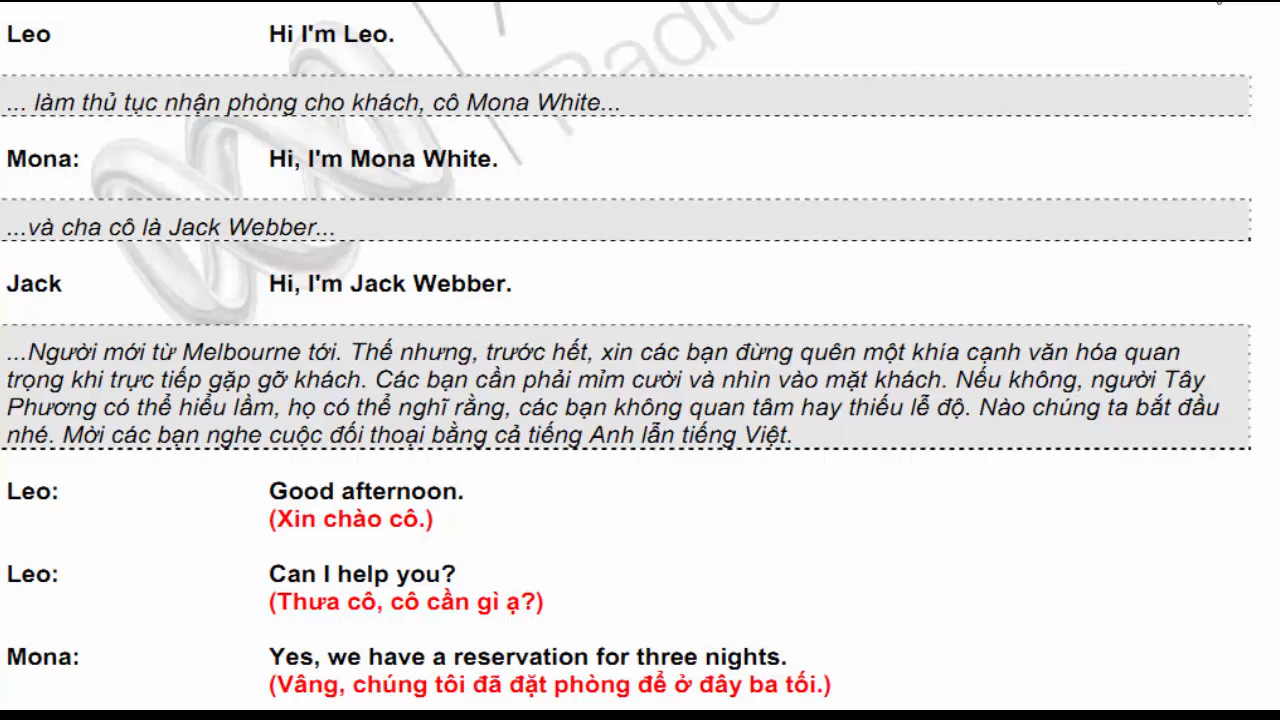 Radio
Leo Hi I'm Leo.
... làm thủ tục nhận phòng cho khách, cô Mona White...
Mona: Hi, I'm Mona White.
...và cha cô là Jack Webber...
Jack Hi, I'm Jack Webber.
...Người mới từ Melbourne tới. Thế nhưng, trước hết, xin các bạn đừng quên một khía cạnh văn hóa quan
trọng khi trực tiếp gặp gỡ khách. Các bạn cần phải mỉm cười và nhìn vào mặt khách. Nếu không, người Tây
Phương có thể hiểu lầm, họ có thể nghĩ rằng, các bạn không quan tâm hay thiếu lễ độ. Nào chúng ta bắt đầu
nhé. Mời các bạn nghe cuộc đối thoại bằng cả tiếng Anh lẫn tiếng Việt.
Leo: Good afternoon.
(Xin chào cô.)
Leo: Can I help you?
(Thưa cô, cô cần gì ạ?)
Mona: Yes, we have a reservation for three nights.
(Vâng, chúng tôi đã đặt phòng để ở đây ba tối.)